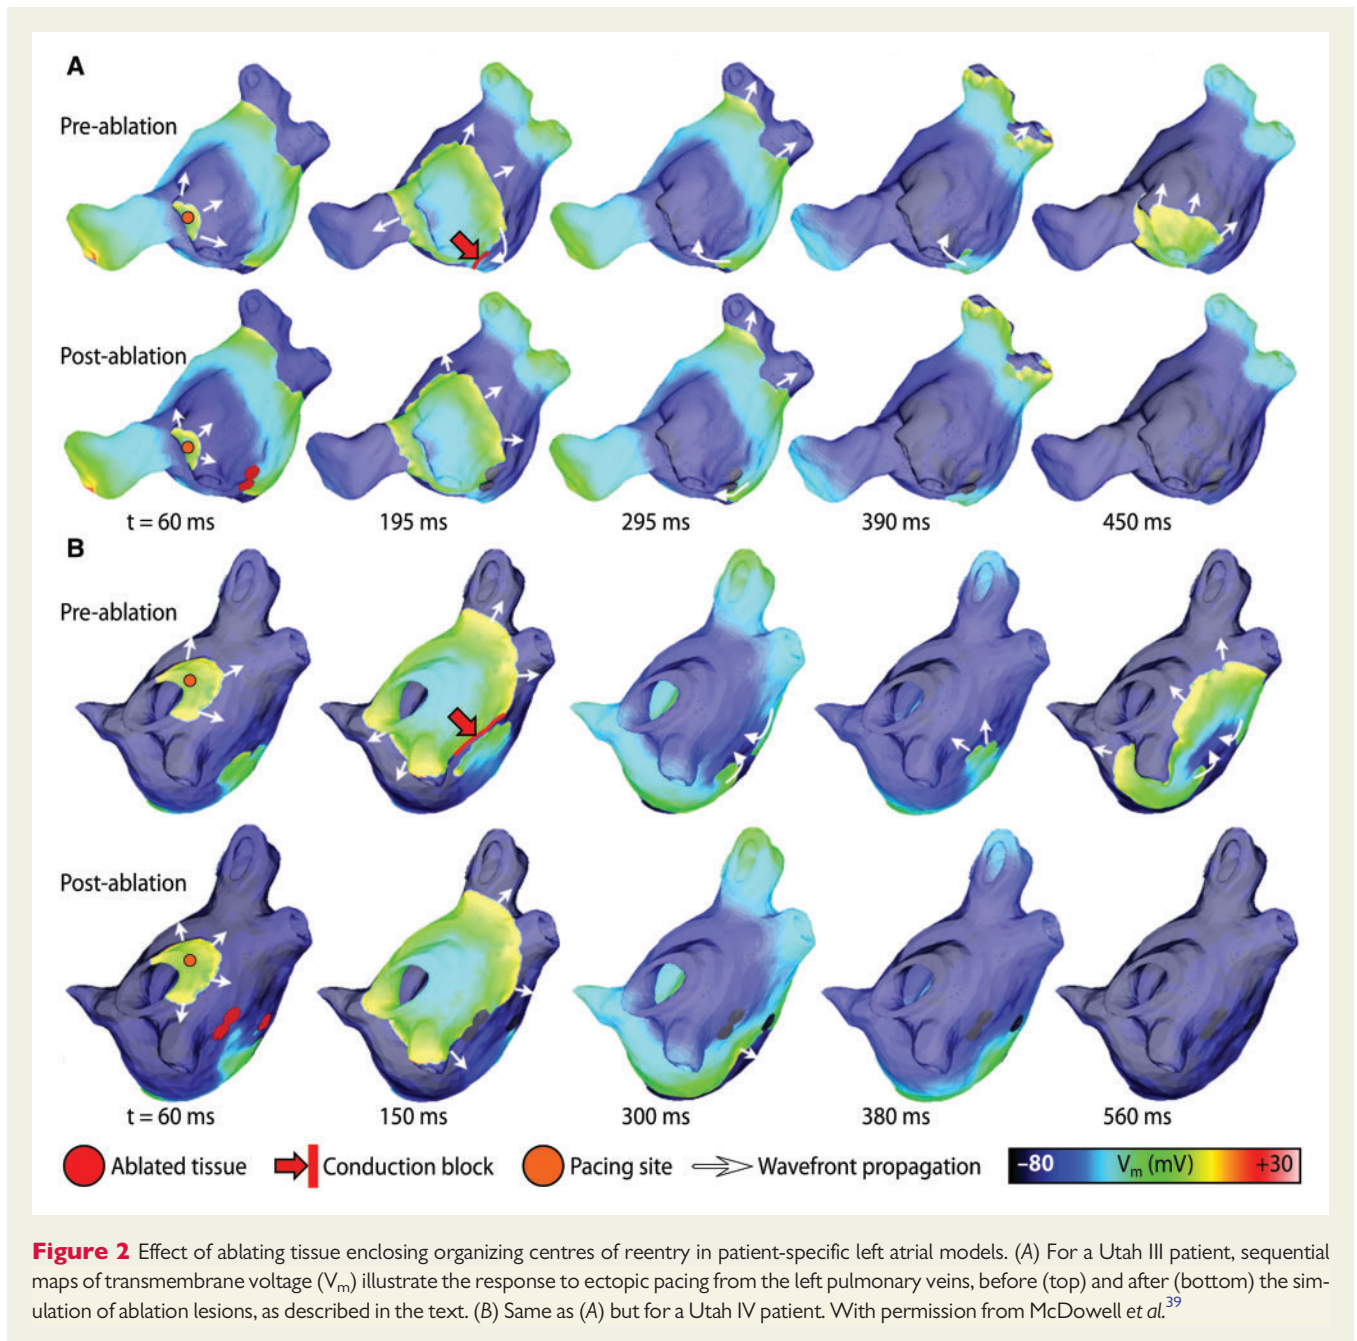 A
Pre-ablation
Post-ablation
t = 60 ms 195 ms 295 ms 390 ms 450 ms
B
Pre-ablation
Post-ablation
t = 60 ms 150 ms 300 ms 380 ms 560 ms
Ablated tissue Conduction block Pacing site Wavefront propagation –80 Vm (mV) +30
Figure 2 Effect of ablating tissue enclosing organizing centres of reentry in patient-specific left atrial models. (A) For a Utah III patient, sequential
maps of transmembrane voltage (Vm) illustrate the response to ectopic pacing from the left pulmonary veins, before (top) and after (bottom) the sim-
ulation of ablation lesions, as described in the text. (B) Same as (A) but for a Utah IV patient. With permission from McDowell et al.39